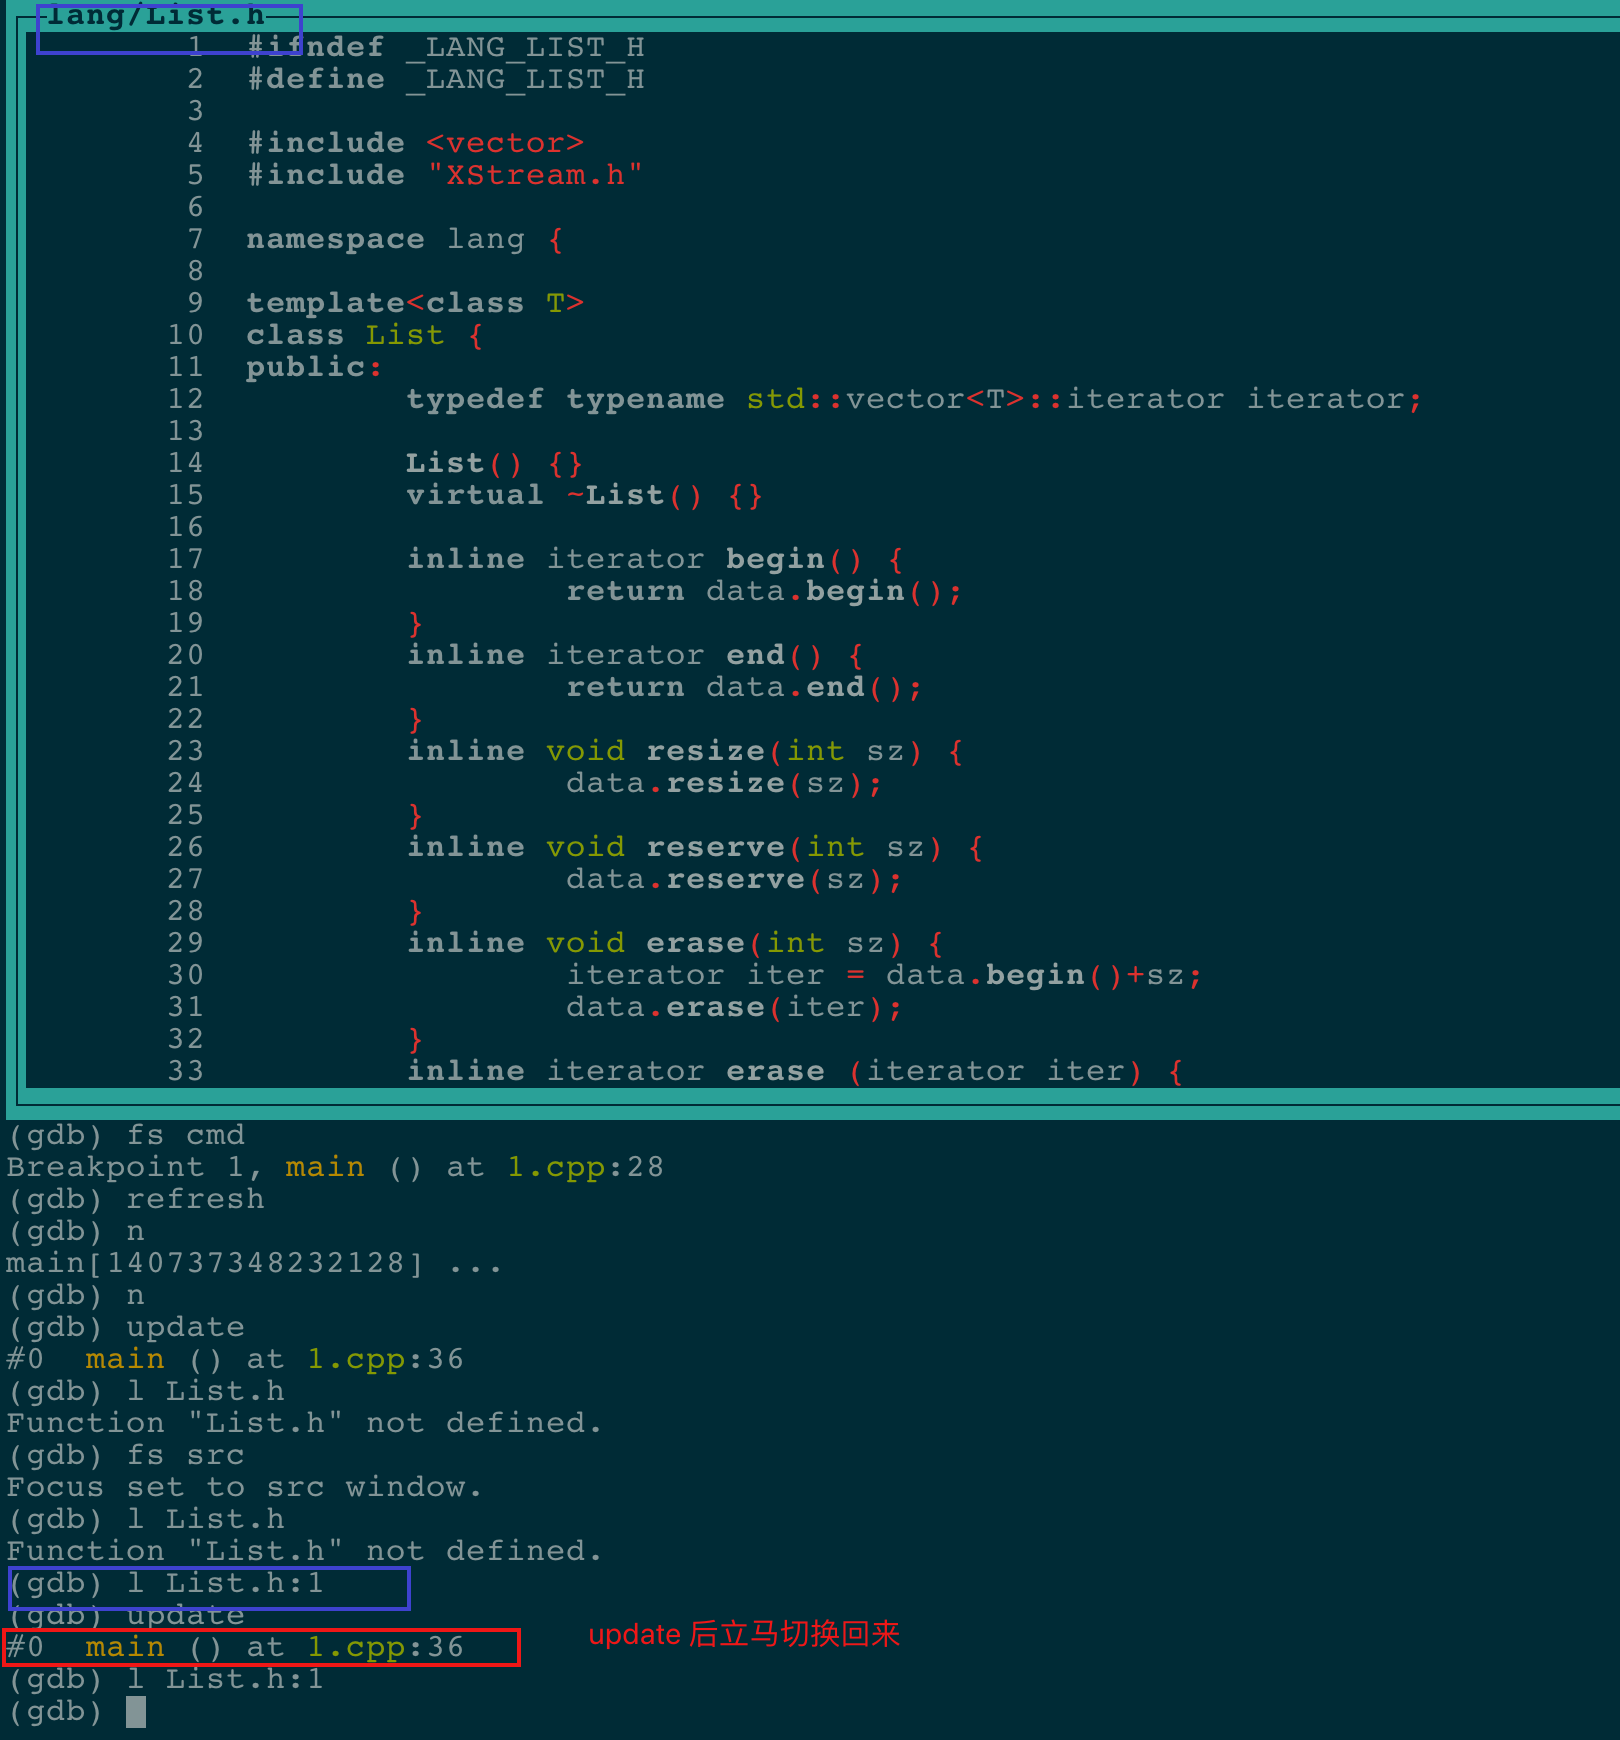 lang/List.h
1 #ifndef _LANG_LIST_H
2 #define _LANG_LIST_H
3
4 #include <vector>
5 #include "XStream.h"
6
7 namespace lang {
8
9 template<class T>
10 class List {
11 public:
12 typedef typename std::vector<T>::iterator iterator;
13
14 List() {}
15 virtual ~List() {}
16
17 inline iterator begin() {
18 return data.begin();
19 }
20 inline iterator end() {
21 return data.end();
22 }
23 inline void resize(int sz) {
24 data.resize(sz);
25 }
26 inline void reserve(int sz) {
27 data.reserve(sz);
28 }
29 inline void erase(int sz) {
30 iterator iter = data.begin()+sz;
31 data.erase(iter);
32 }
33 inline iterator erase (iterator iter) {
(gdb) fs cmd
Breakpoint 1, main () at 1.cpp:28
(gdb) refresh
(gdb) n
main[140737348232128] ...
(gdb) n
(gdb) update
#0 main () at 1.cpp:36
(gdb) l List.h
Function "List.h" not defined.
(gdb) fs src
Focus set to src window.
(gdb) l List.h
Function "List.h" not defined.
(gdb) l List.h:1
(gdb) update
#0 main () at 1.cpp:36
update 后立马切换回来
(gdb) l List.h:1
(gdb)